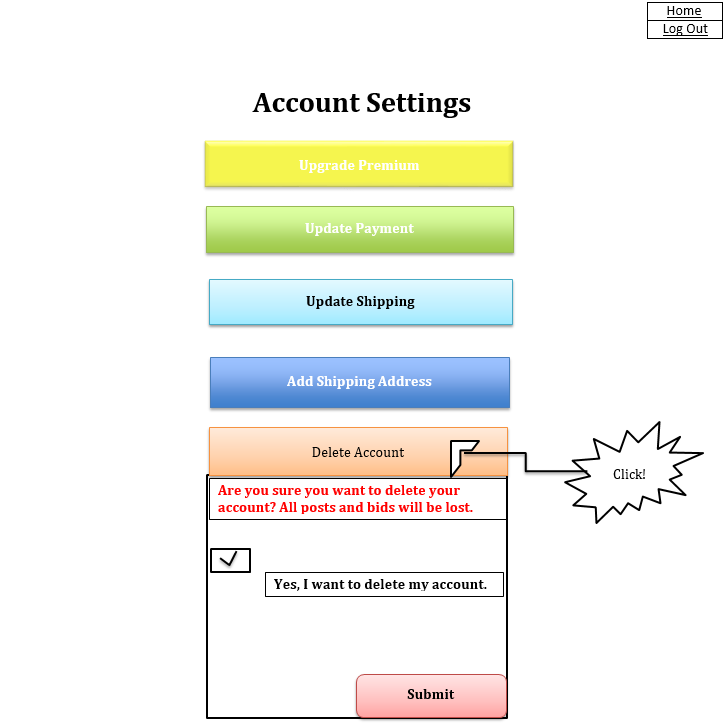 Home
Log Out
Account Settings
Upgrade Premium
Update Payment
Update Shipping
Add Shipping Address
Delete Account
Click!
Are you sure you want to delete your
account? All posts and bids will be lost.
Yes, I want to delete my account.
Submit